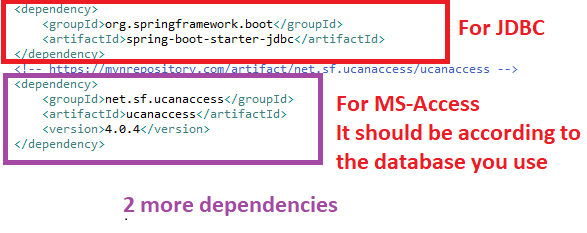 <dependency>
<groupId>org.springframework.boot</groupId>
<artifactId>spring-boot-starter-jdbc</artifactId>
</dependency>
For JDBC
<!-- https://mvnrepository.com/artifact/net.sf.ucanaccess/ucanaccess -->
<dependency>
<groupId>net.sf.ucanaccess</groupId>
<artifactId>ucanaccess</artifactId>
<version>4.0.4</version>
</dependency>
For MS-Access
It should be according to
the database you use
2 more dependencies